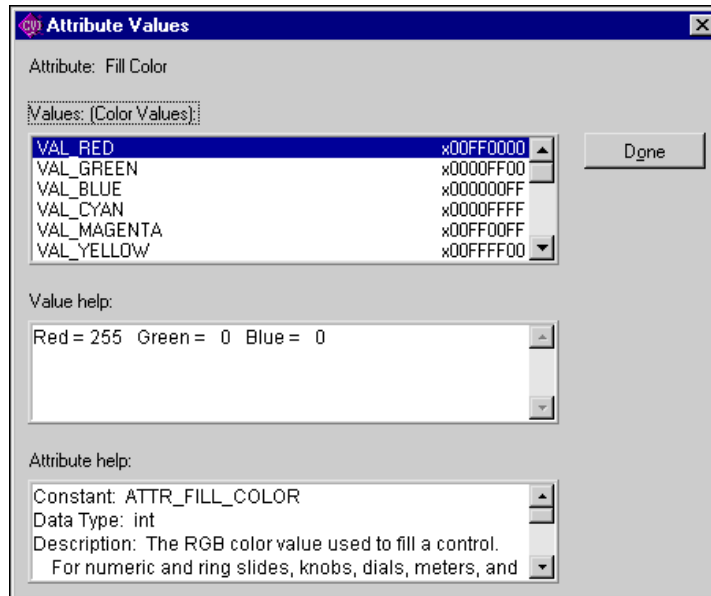 CVI Attribute Values
Attribute: Fill Color
Values: (Color Values):
VAL_RED x00FF0000
VAL_GREEN x0000FF00
VAL_BLUE x000000FF
VAL_CYAN x0000FFFF
VAL_MAGENTA x00FF00FF
VAL_YELLOW x00FFFF00
Done
Value help:
Red = 255 Green = 0 Blue = 0
Attribute help:
Constant: ATTR_FILL_COLOR
Data Type: int
Description: The RGB color value used to fill a control.
For numeric and ring slides, knobs, dials, meters, and